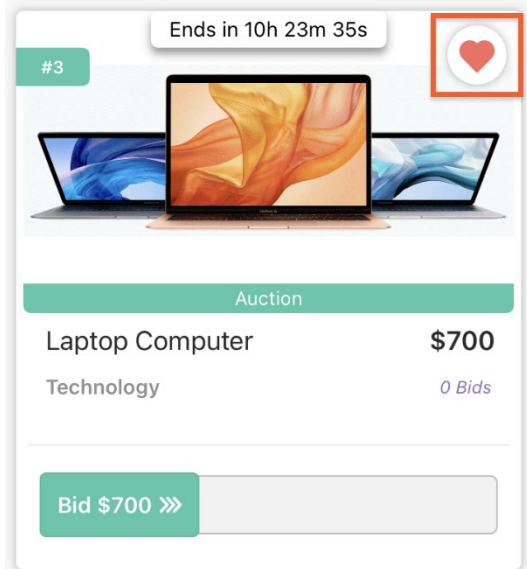 Ends in 10h 23m 35s
#3
Auction
Laptop Computer
$700
Technology
0 Bids
Bid $700 »›